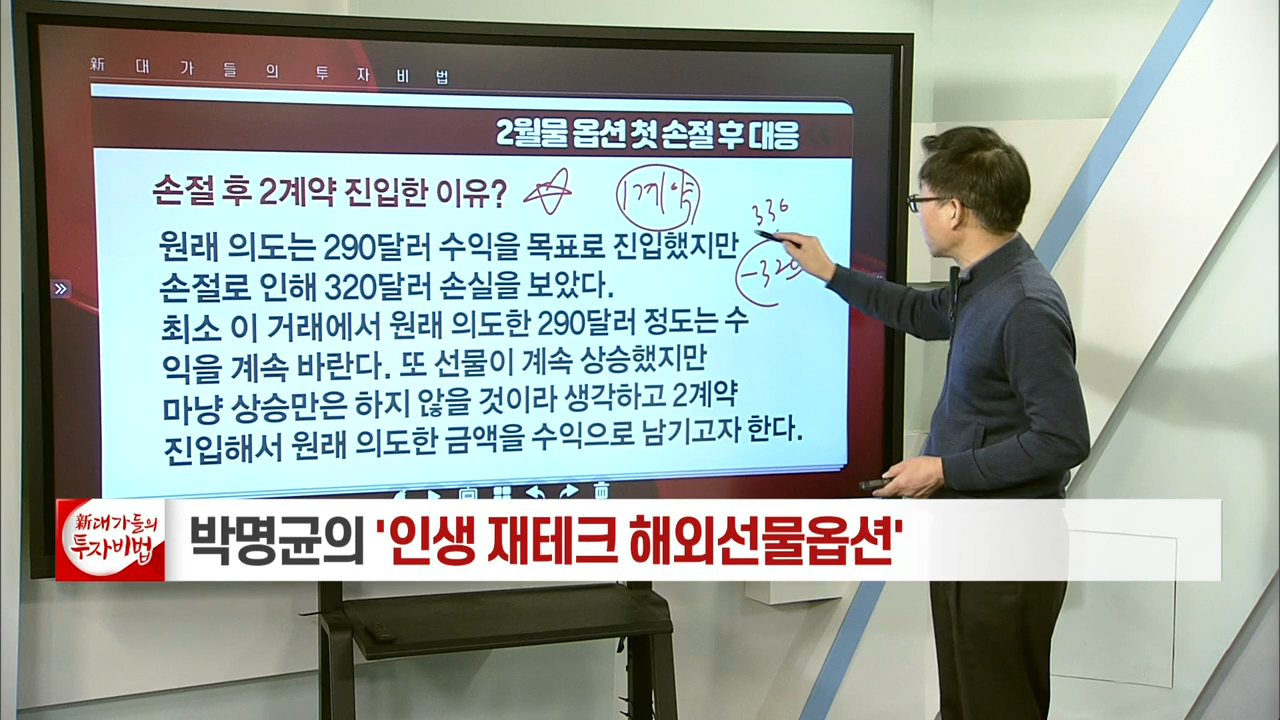 新 대 가 들 의 투 자 비 법
2월물 옵션 첫 손절 후 대응
손절 후 2계약 진입한 이유?
1계약
336
-320
원래 의도는 290달러 수익을 목표로 진입했지만
손절로 인해 320달러 손실을 보았다.
최소 이 거래에서 원래 의도한 290달러 정도는 수
익을 계속 바란다. 또 선물이 계속 상승했지만
마냥 상승만은 하지 않을 것이라 생각하고 2계약
진입해서 원래 의도한 금액을 수익으로 남기고자 한다.
新대가들의
투자비법
박명균의 '인생 재테크 해외선물옵션'